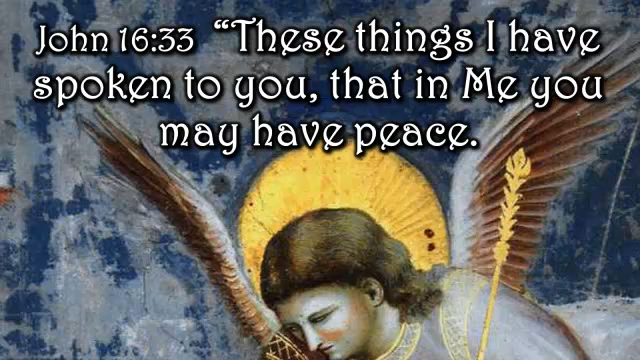 John 16:33 “These things I have
spoken to you, that in Me you
may have peace.